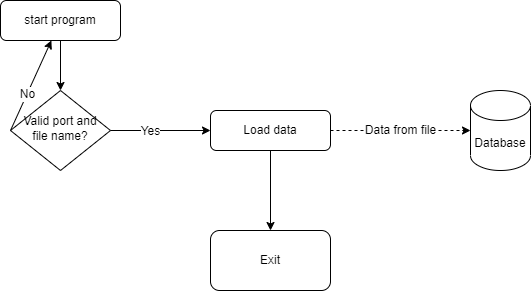 start program
No
Valid port and
file name?
Yes
Load data
Data from file
Database
Exit